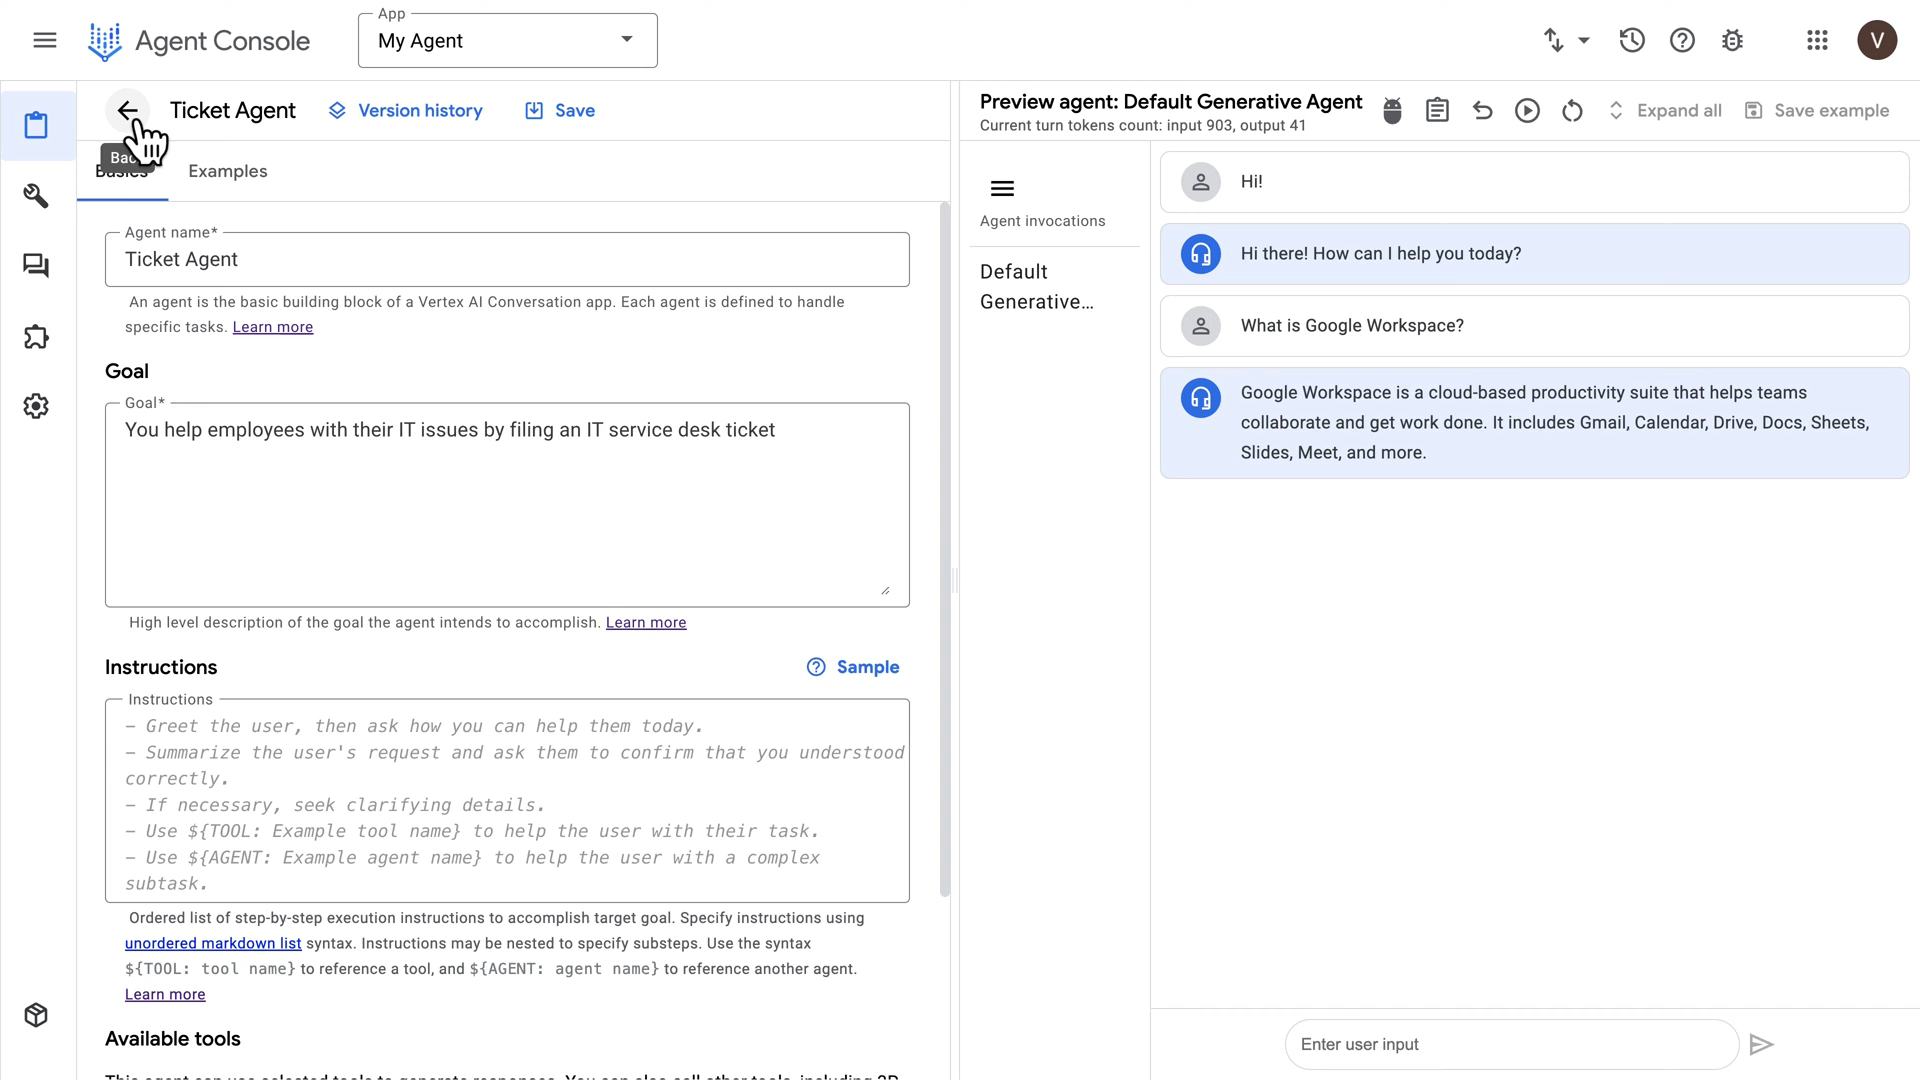 App
Agent Console
My Agent
V
Ticket Agent
Version history
Save
Basics
Examples
Agent name*
Ticket Agent
An agent is the basic building block of a Vertex AI Conversation app. Each agent is defined to handle
specific tasks. Learn more
Goal
Goal*
You help employees with their IT issues by filing an IT service desk ticket
High level description of the goal the agent intends to accomplish. Learn more
Instructions
Sample
Instructions
– Greet the user, then ask how you can help them today.
– Summarize the user's request and ask them to confirm that you understood
correctly.
– If necessary, seek clarifying details.
– Use ${TOOL: Example tool name} to help the user with their task.
– Use ${AGENT: Example agent name} to help the user with a complex
subtask.
Ordered list of step-by-step execution instructions to accomplish target goal. Specify instructions using
unordered markdown list syntax. Instructions may be nested to specify substeps. Use the syntax
${TOOL: tool name} to reference a tool, and ${AGENT: agent name} to reference another agent.
Learn more
Available tools
Preview agent: Default Generative Agent
Current turn tokens count: input 903, output 41
Expand all
Save example
Agent invocations
Default
Generative…
Hi!
Hi there! How can I help you today?
What is Google Workspace?
Google Workspace is a cloud-based productivity suite that helps teams
collaborate and get work done. It includes Gmail, Calendar, Drive, Docs, Sheets,
Slides, Meet, and more.
Enter user input